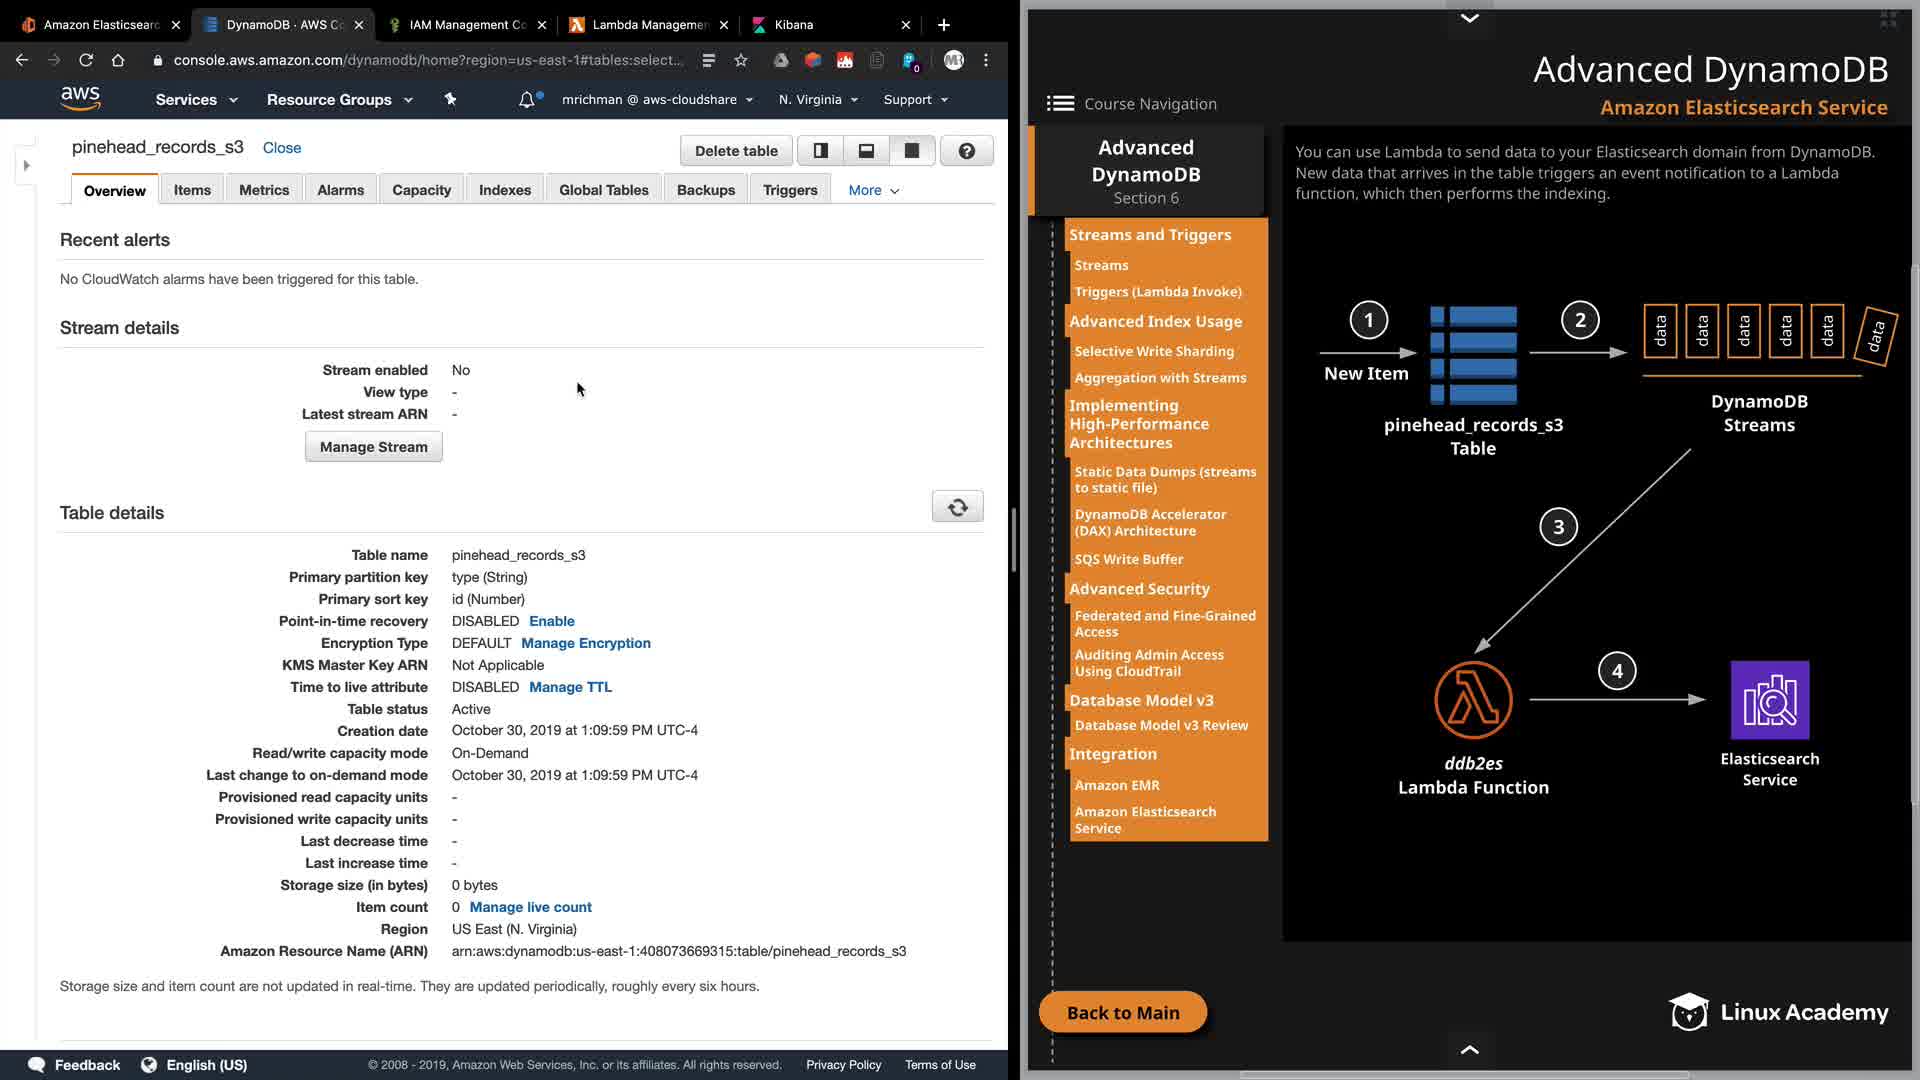 Amazon Elasticsearc
DynamoDB · AWS Co
IAM Management Co
Lambda Managemen
Kibana
console.aws.amazon.com/dynamodb/home?region=us-east-1#tables:select...
0
MR
aws
Services
Resource Groups
mrichman @ aws-cloudshare
N. Virginia
Support
pinehead_records_s3
Close
Delete table
Overview
Items
Metrics
Alarms
Capacity
Indexes
Global Tables
Backups
Triggers
More
Recent alerts
No CloudWatch alarms have been triggered for this table.
Stream details
Stream enabled No
View type -
Latest stream ARN -
Manage Stream
Table details
Table name pinehead_records_s3
Primary partition key type (String)
Primary sort key id (Number)
Point-in-time recovery DISABLED Enable
Encryption Type DEFAULT Manage Encryption
KMS Master Key ARN Not Applicable
Time to live attribute DISABLED Manage TTL
Table status Active
Creation date October 30, 2019 at 1:09:59 PM UTC-4
Read/write capacity mode On-Demand
Last change to on-demand mode October 30, 2019 at 1:09:59 PM UTC-4
Provisioned read capacity units -
Provisioned write capacity units -
Last decrease time -
Last increase time -
Storage size (in bytes) 0 bytes
Item count 0 Manage live count
Region US East (N. Virginia)
Amazon Resource Name (ARN) arn:aws:dynamodb:us-east-1:408073669315:table/pinehead_records_s3
Storage size and item count are not updated in real-time. They are updated periodically, roughly every six hours.
Feedback
English (US)
© 2008 - 2019, Amazon Web Services, Inc. or its affiliates. All rights reserved.
Privacy Policy
Terms of Use
Advanced DynamoDB
Amazon Elasticsearch Service
Course Navigation
Advanced
DynamoDB
Section 6
Streams and Triggers
Streams
Triggers (Lambda Invoke)
Advanced Index Usage
Selective Write Sharding
Aggregation with Streams
Implementing
High-Performance
Architectures
Static Data Dumps (streams
to static file)
DynamoDB Accelerator
(DAX) Architecture
SQS Write Buffer
Advanced Security
Federated and Fine-Grained
Access
Auditing Admin Access
Using CloudTrail
Database Model v3
Database Model v3 Review
Integration
Amazon EMR
Amazon Elasticsearch
Service
Back to Main
You can use Lambda to send data to your Elasticsearch domain from DynamoDB.
New data that arrives in the table triggers an event notification to a Lambda
function, which then performs the indexing.
1
New Item
pinehead_records_s3
Table
2
data
data
data
data
data
data
DynamoDB
Streams
3
ddb2es
Lambda Function
4
Elasticsearch
Service
Linux Academy